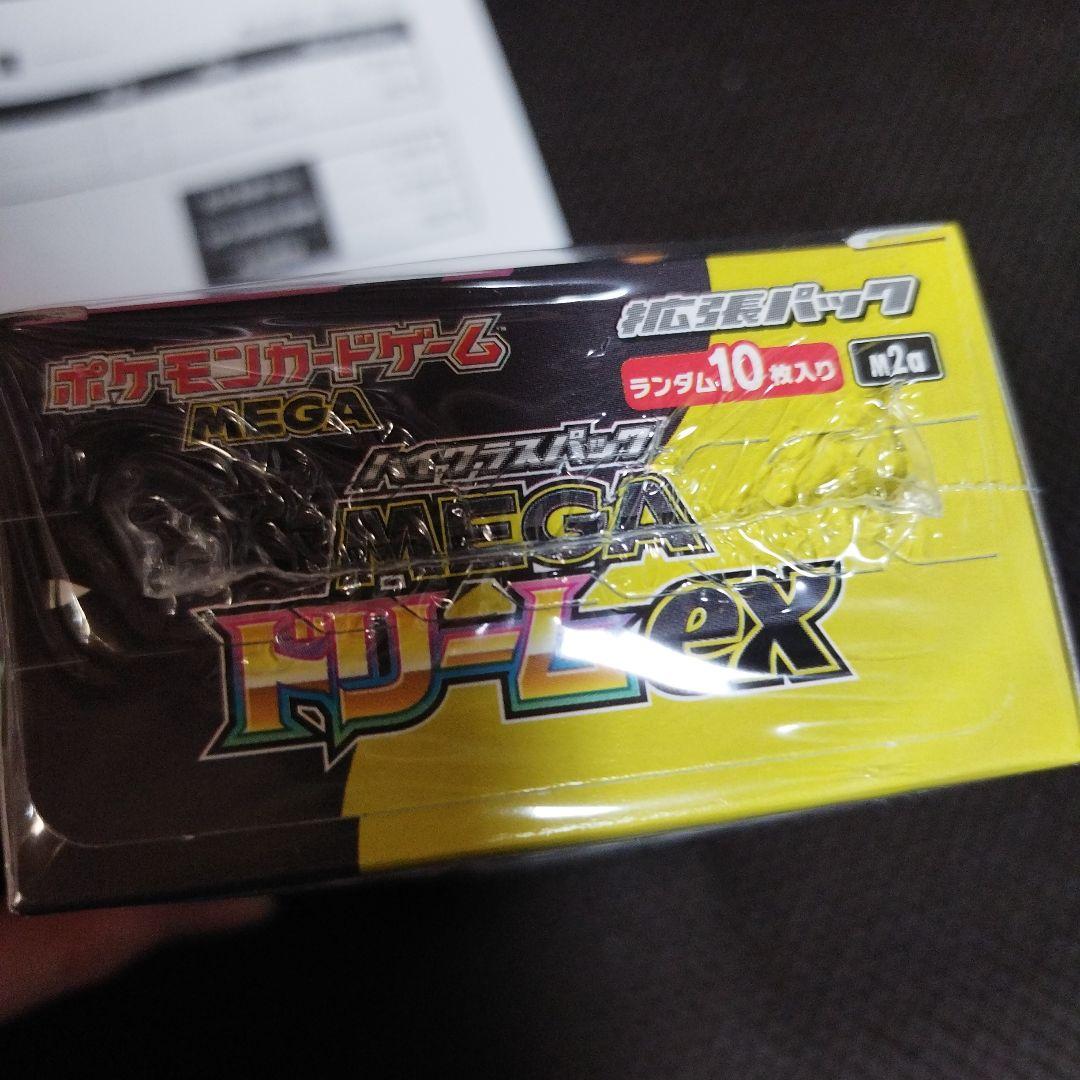 ポケモンカードゲーム™
MEGA
拡張パック
ランダム10枚入り
M2a
ハイクラスパック
MEGA
ドリームex